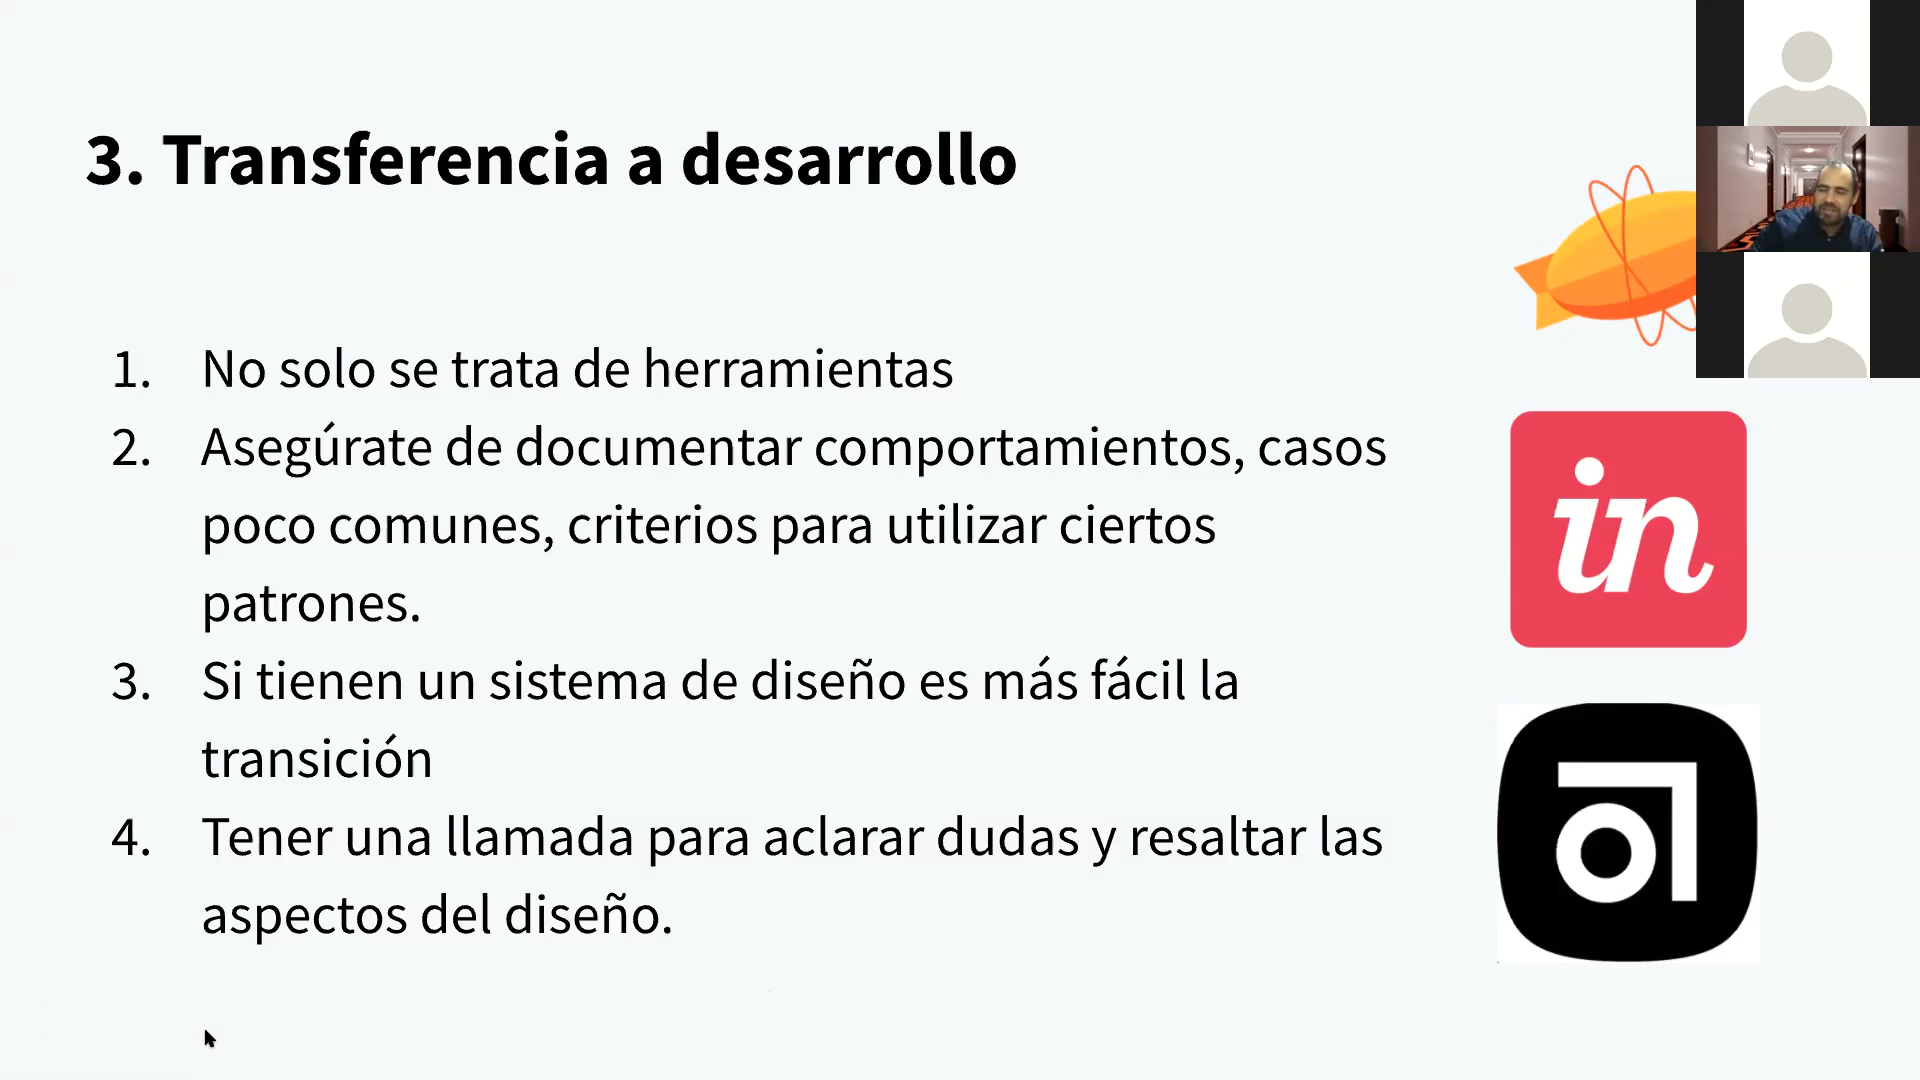 3. Transferencia a desarrollo
1. No solo se trata de herramientas
2. Asegúrate de documentar comportamientos, casos
poco comunes, criterios para utilizar ciertos
patrones.
3. Si tienen un sistema de diseño es más fácil la
transición
4. Tener una llamada para aclarar dudas y resaltar las
aspectos del diseño.
in